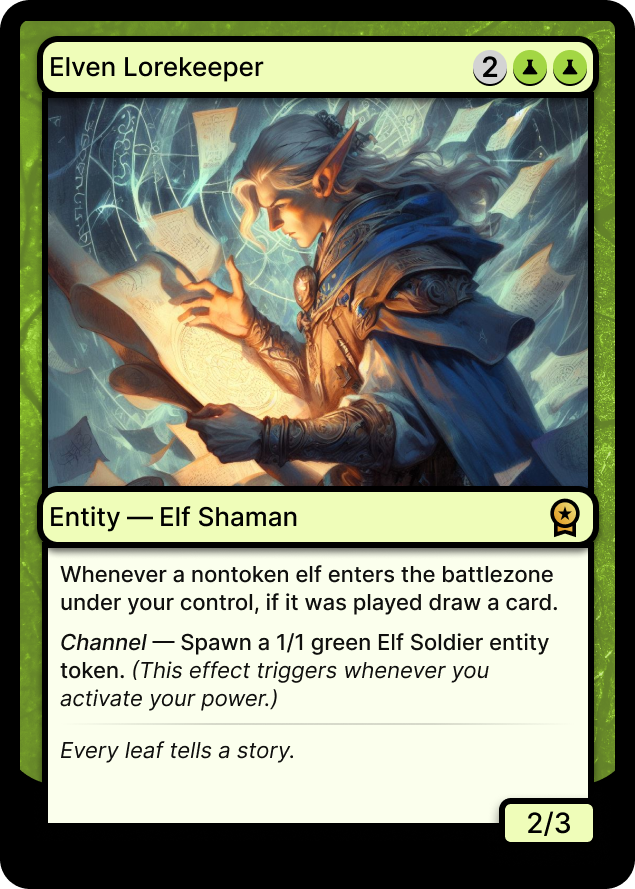 Elven Lorekeeper 2
Entity — Elf Shaman
Whenever a nontoken elf enters the battlezone
under your control, if it was played draw a card.
Channel — Spawn a 1/1 green Elf Soldier entity
token. (This effect triggers whenever you
activate your power.)
Every leaf tells a story.
2/3